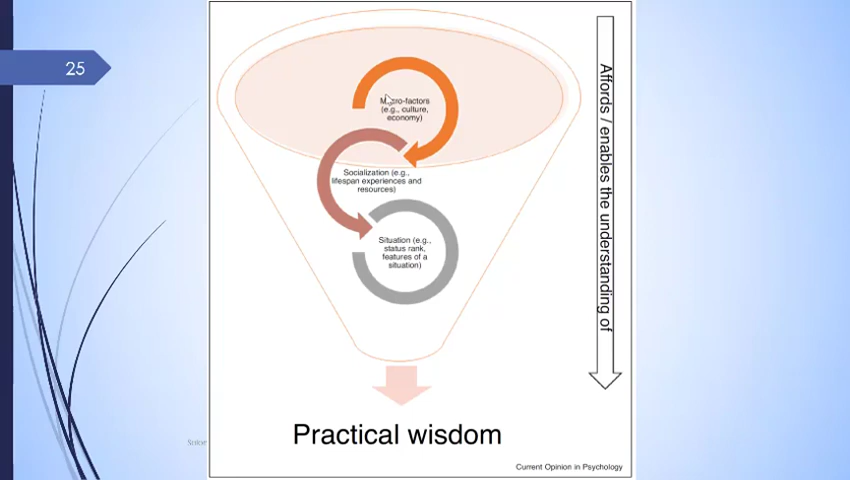 25
Macro-factors
(e.g., culture,
economy)
Socialization (e.g.,
lifespan experiences and
resources)
Situation (e.g.,
status rank,
features of a
situation)
Affords / enables the understanding of
Practical wisdom
Current Opinion in Psychology